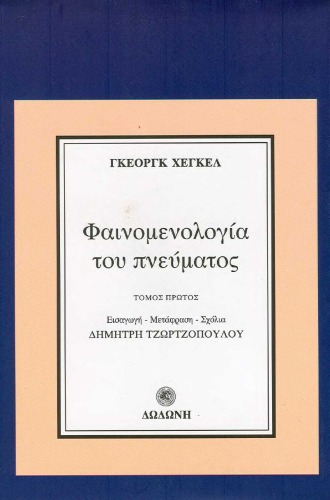 ΓΚΕΟΡΓΚ ΧΕΓΚΕΛ
Φαινομενολογία
του πνεύματος
ΤΟΜΟΣ ΠΡΩΤΟΣ
Εισαγωγή - Μετάφραση - Σχόλια
ΔΗΜΗΤΡΗ ΤΖΩΡΤΖΟΠΟΥΛΟΥ
ΔΩΔΩΝΗ